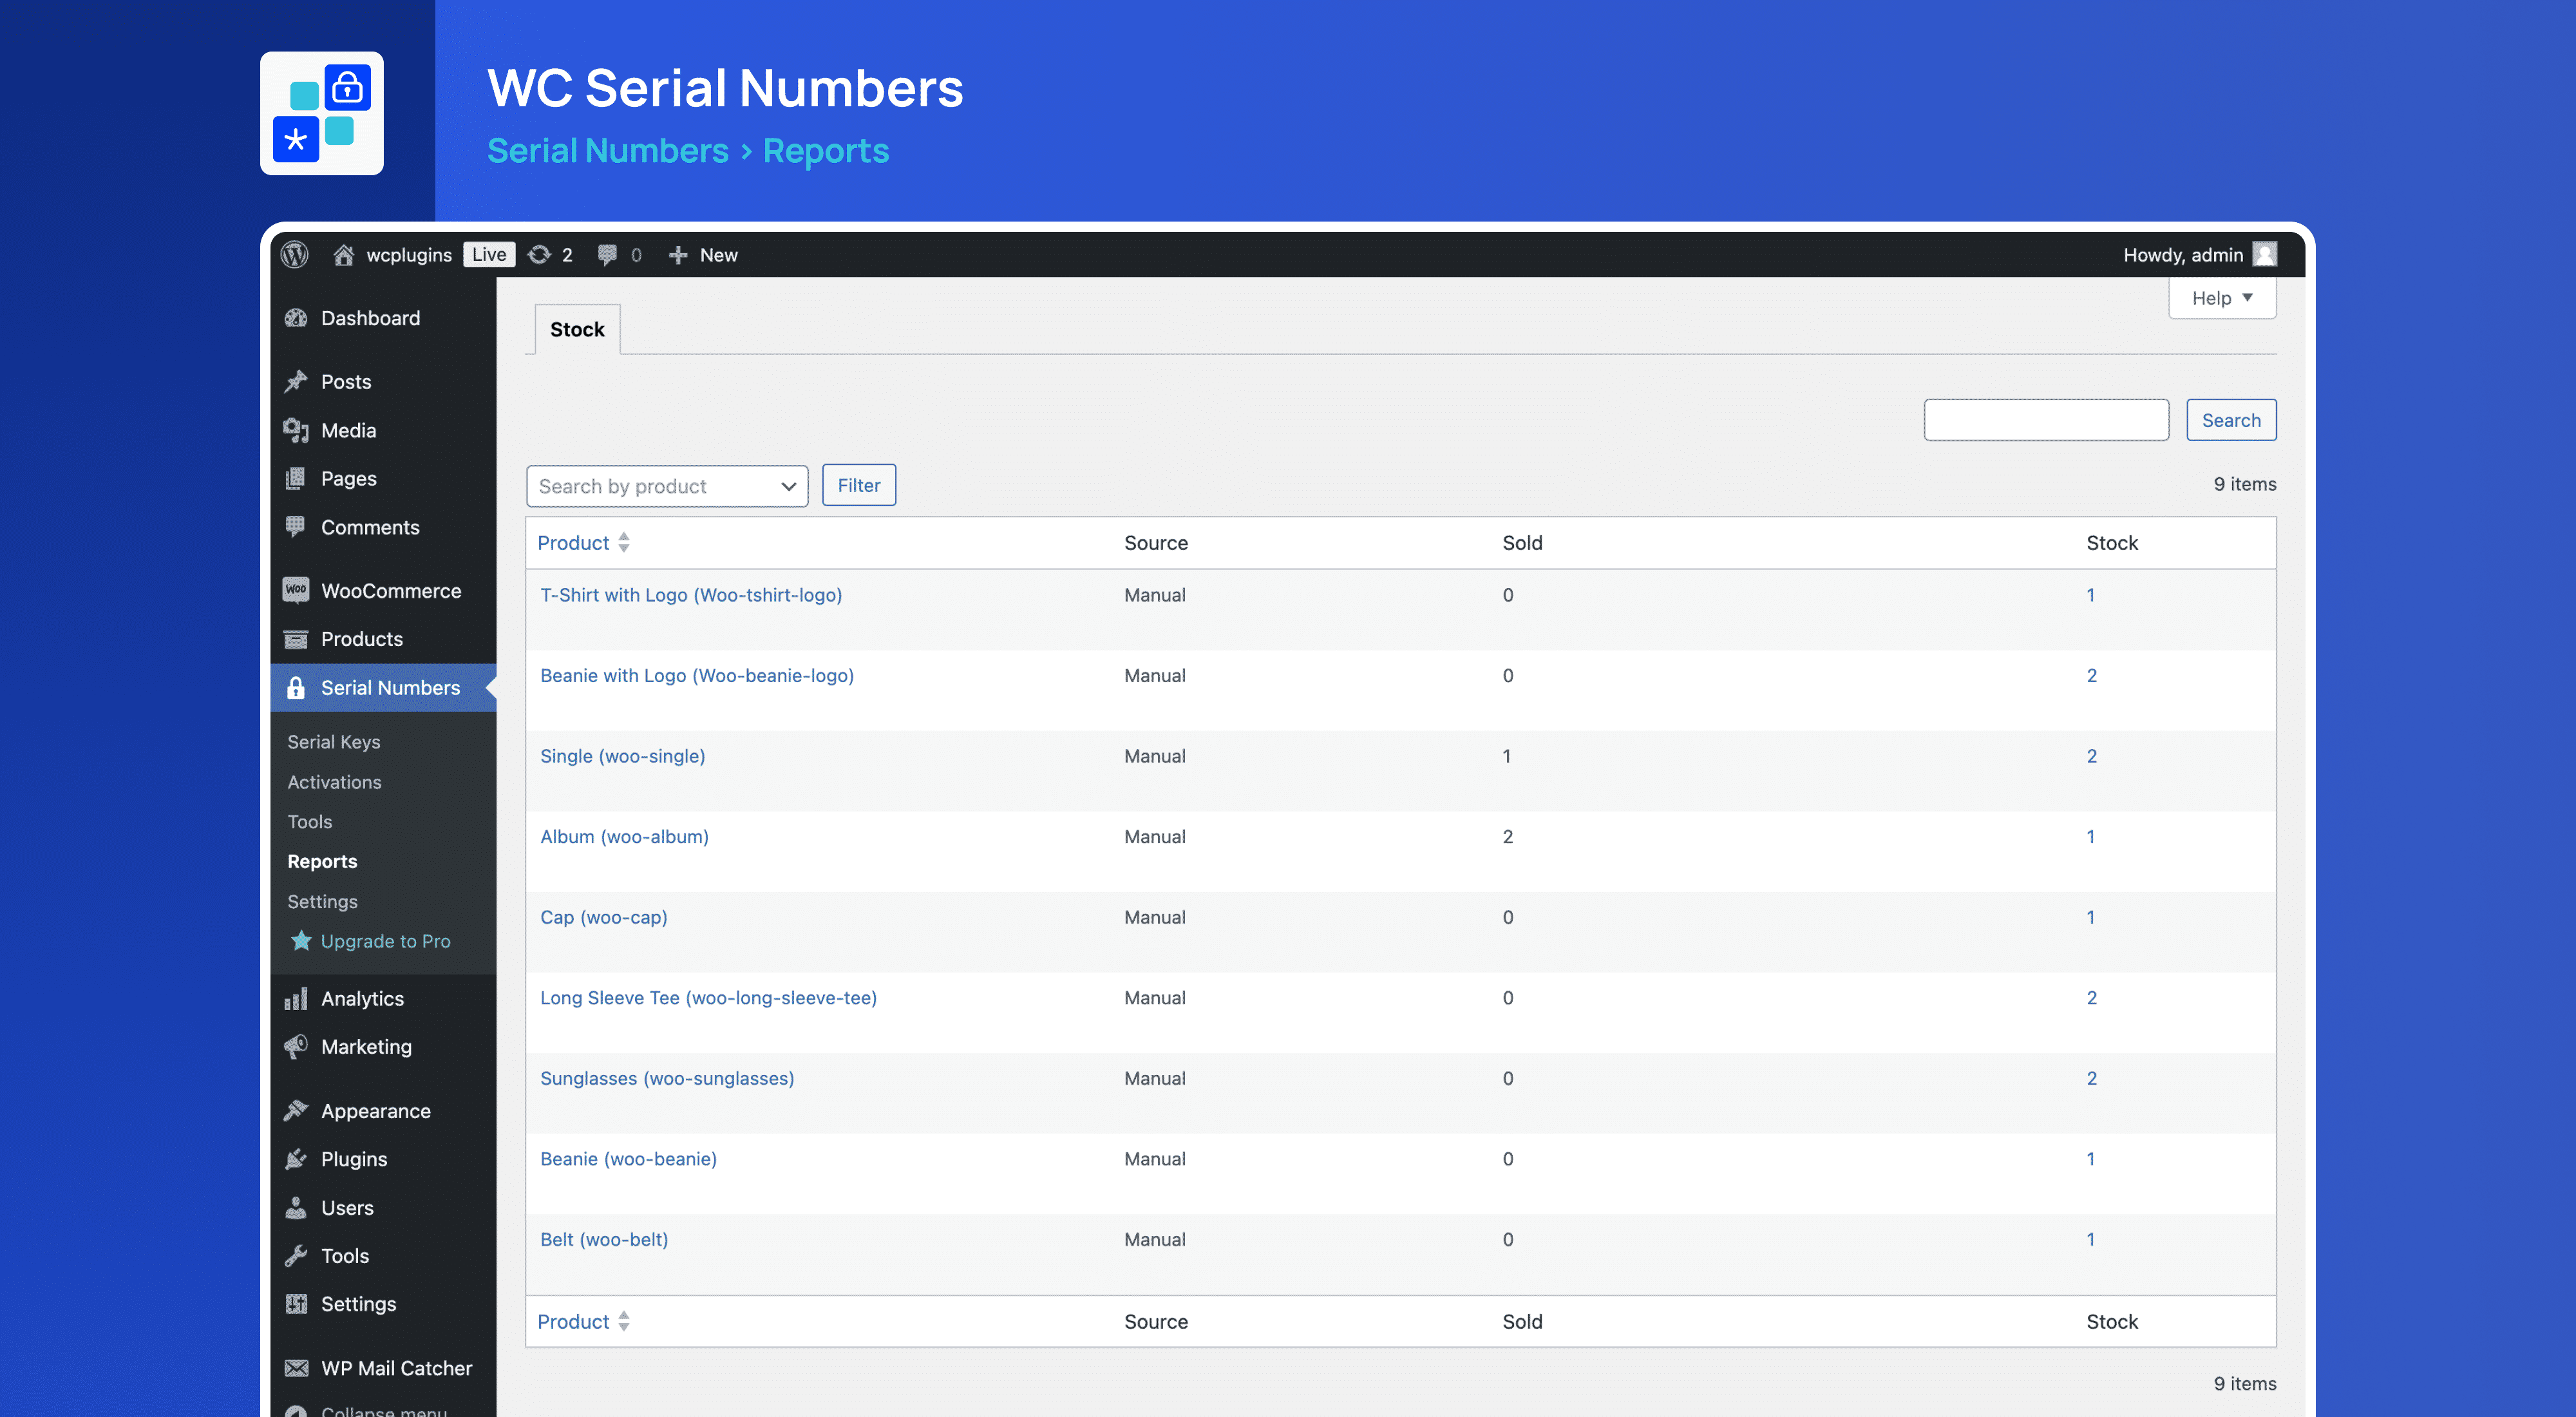 WC Serial Numbers
Serial Numbers > Reports
wcplugins Live 2 0 New Howdy, admin
Help
Dashboard
Posts
Media
Pages
Comments
WooCommerce
Products
Serial Numbers
Serial Keys
Activations
Tools
Reports
Settings
Upgrade to Pro
Analytics
Marketing
Appearance
Plugins
Users
Tools
Settings
WP Mail Catcher
Collapse menu
Stock
Search
Search by product Filter 9 items
Product Source Sold Stock
T-Shirt with Logo (Woo-tshirt-logo) Manual 0 1
Beanie with Logo (Woo-beanie-logo) Manual 0 2
Single (woo-single) Manual 1 2
Album (woo-album) Manual 2 1
Cap (woo-cap) Manual 0 1
Long Sleeve Tee (woo-long-sleeve-tee) Manual 0 2
Sunglasses (woo-sunglasses) Manual 0 2
Beanie (woo-beanie) Manual 0 1
Belt (woo-belt) Manual 0 1
Product Source Sold Stock
9 items